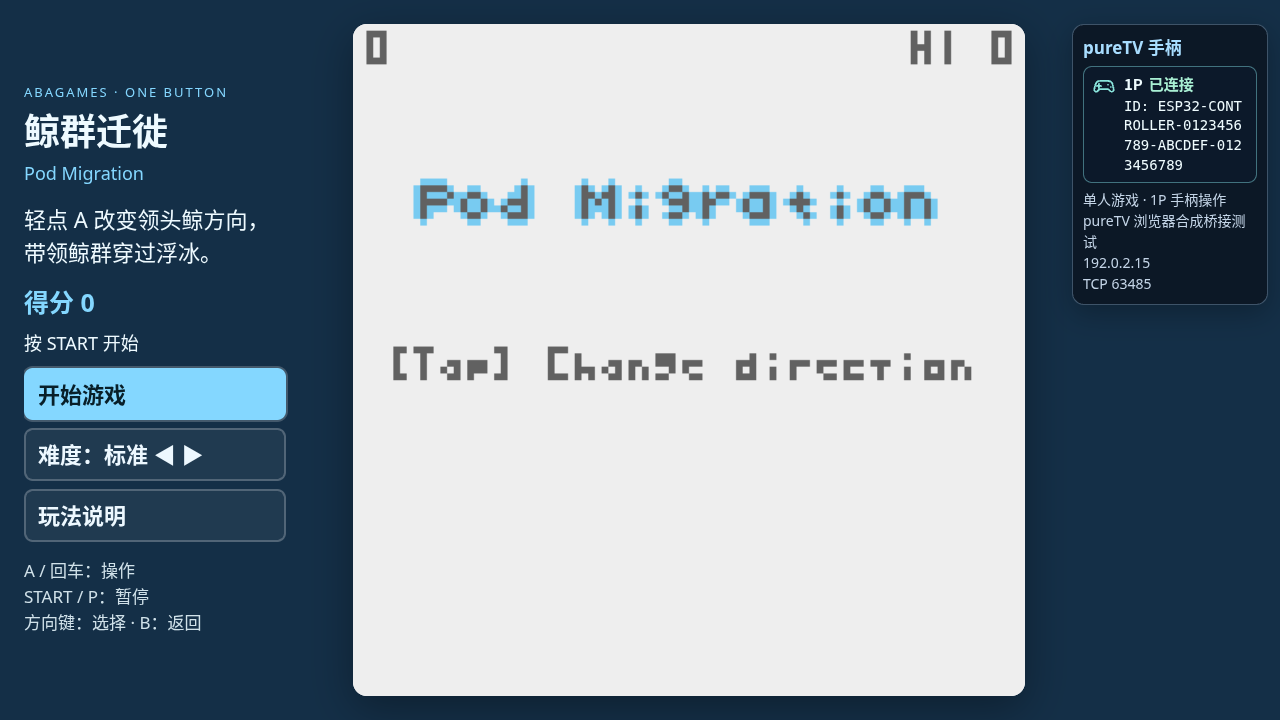 ABAGAMES · ONE BUTTON
鲸群迁徙
Pod Migration
轻点 A 改变领头鲸方向，
带领鲸群穿过浮冰。
得分 0
按 START 开始
开始游戏
难度：标准 ◀ ▶
玩法说明
A / 回车：操作
START / P：暂停
方向键：选择 · B：返回
0
HI 0
Pod Migration
[Tap] Change direction
pureTV 手柄
1P 已连接
ID: ESP32-CONT
ROLLER-0123456
789-ABCDEF-012
3456789
单人游戏 · 1P 手柄操作
pureTV 浏览器合成桥接测
试
192.0.2.15
TCP 63485